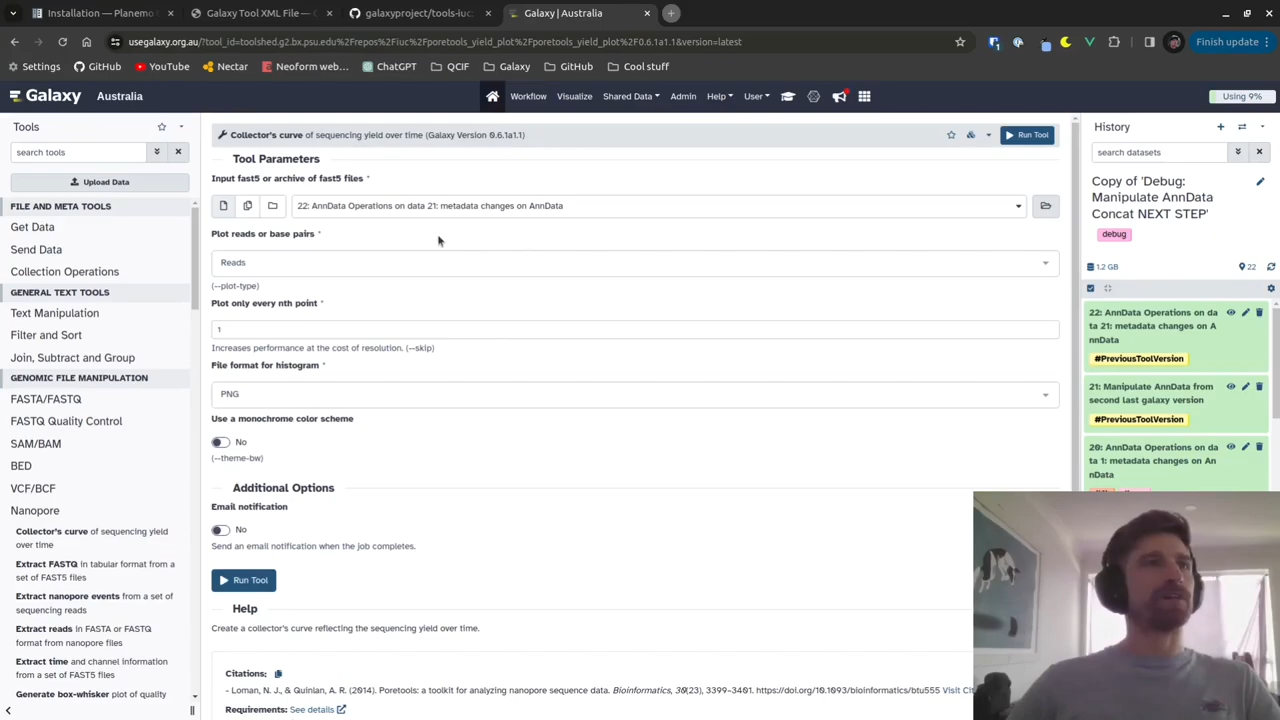 Installation — Planemo
Galaxy Tool XML File —
galaxyproject/tools-iuc:
Galaxy | Australia
usegalaxy.org.au/?tool_id=toolshed.g2.bx.psu.edu%2Frepos%2Fiuc%2Fporetools_yield_plot%2Fporetools_yield_plot%2F0.6.1a1.1&version=latest
Finish update
Settings GitHub YouTube Nectar Neoform web... ChatGPT QCIF Galaxy GitHub Cool stuff
Galaxy Australia Workflow Visualize Shared Data Admin Help User Using 9%
Tools
search tools
Upload Data
FILE AND META TOOLS
Get Data
Send Data
Collection Operations
GENERAL TEXT TOOLS
Text Manipulation
Filter and Sort
Join, Subtract and Group
GENOMIC FILE MANIPULATION
FASTA/FASTQ
FASTQ Quality Control
SAM/BAM
BED
VCF/BCF
Nanopore
Collector's curve of sequencing yield
over time
Extract FASTQ in tabular format from a
set of FAST5 files
Extract nanopore events from a set of
sequencing reads
Extract reads in FASTA or FASTQ
format from nanopore files
Extract time and channel information
from a set of FAST5 files
Generate box-whisker plot of quality
Collector's curve of sequencing yield over time (Galaxy Version 0.6.1a1.1)
Run Tool
Tool Parameters
Input fast5 or archive of fast5 files *
22: AnnData Operations on data 21: metadata changes on AnnData
Plot reads or base pairs *
Reads
(--plot-type)
Plot only every nth point *
1
Increases performance at the cost of resolution. (--skip)
File format for histogram *
PNG
Use a monochrome color scheme
No
(--theme-bw)
Additional Options
Email notification
No
Send an email notification when the job completes.
Run Tool
Help
Create a collector's curve reflecting the sequencing yield over time.
Citations:
- Loman, N. J., & Quinlan, A. R. (2014). Poretools: a toolkit for analyzing nanopore sequence data. Bioinformatics, 30(23), 3399–3401. https://doi.org/10.1093/bioinformatics/btu555 Visit Cit
Requirements: See details
History
search datasets
Copy of 'Debug:
Manipulate AnnData
Concat NEXT STEP'
debug
1.2 GB 22
22: AnnData Operations on da
ta 21: metadata changes on A
nnData
#PreviousToolVersion
21: Manipulate AnnData from
second last galaxy version
#PreviousToolVersion
20: AnnData Operations on da
ta 1: metadata changes on An
nData